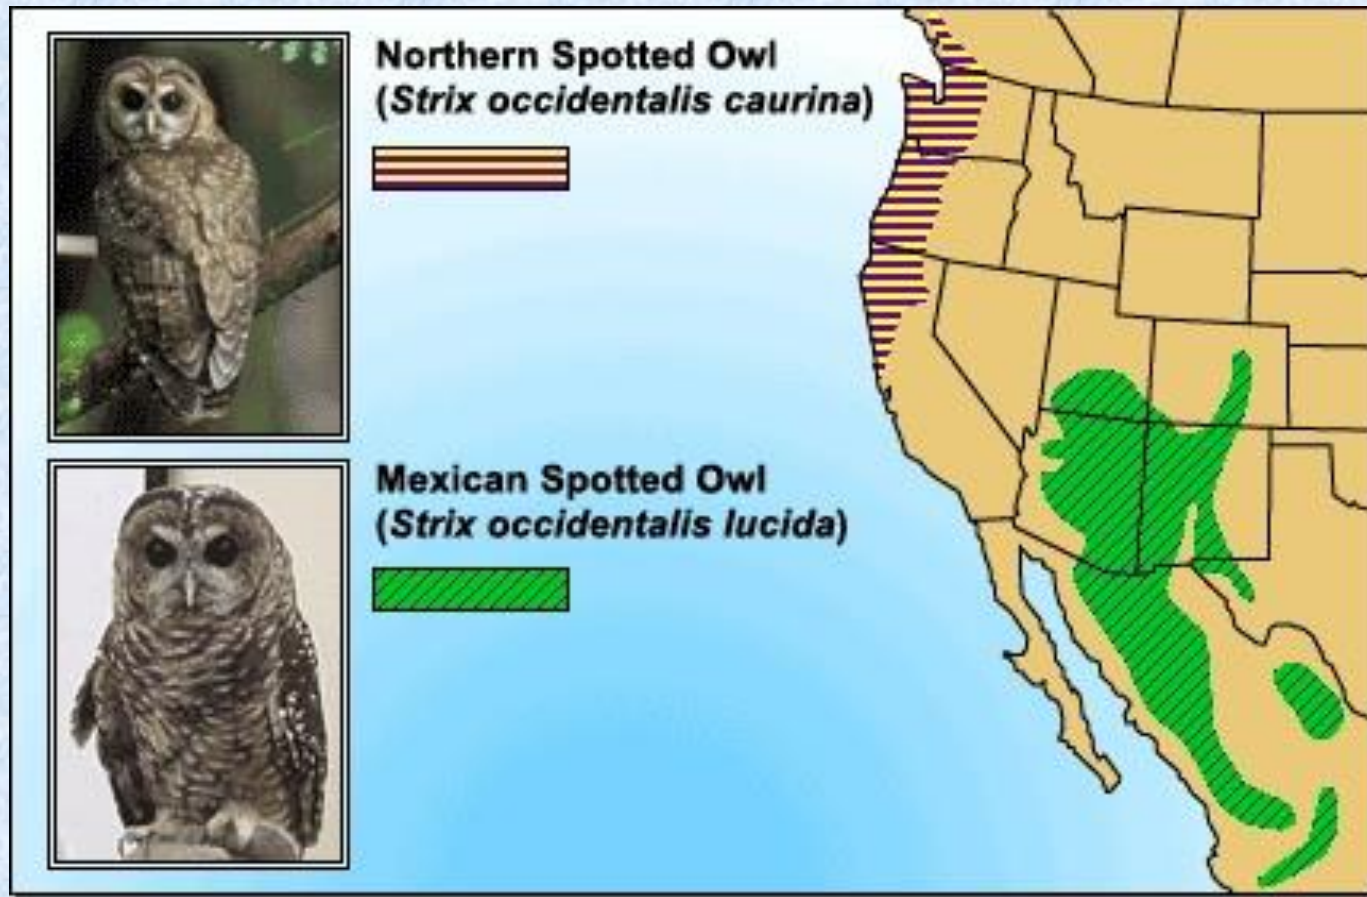 Northern Spotted Owl
(Strix occidentalis caurina)
Mexican Spotted Owl
(Strix occidentalis lucida)